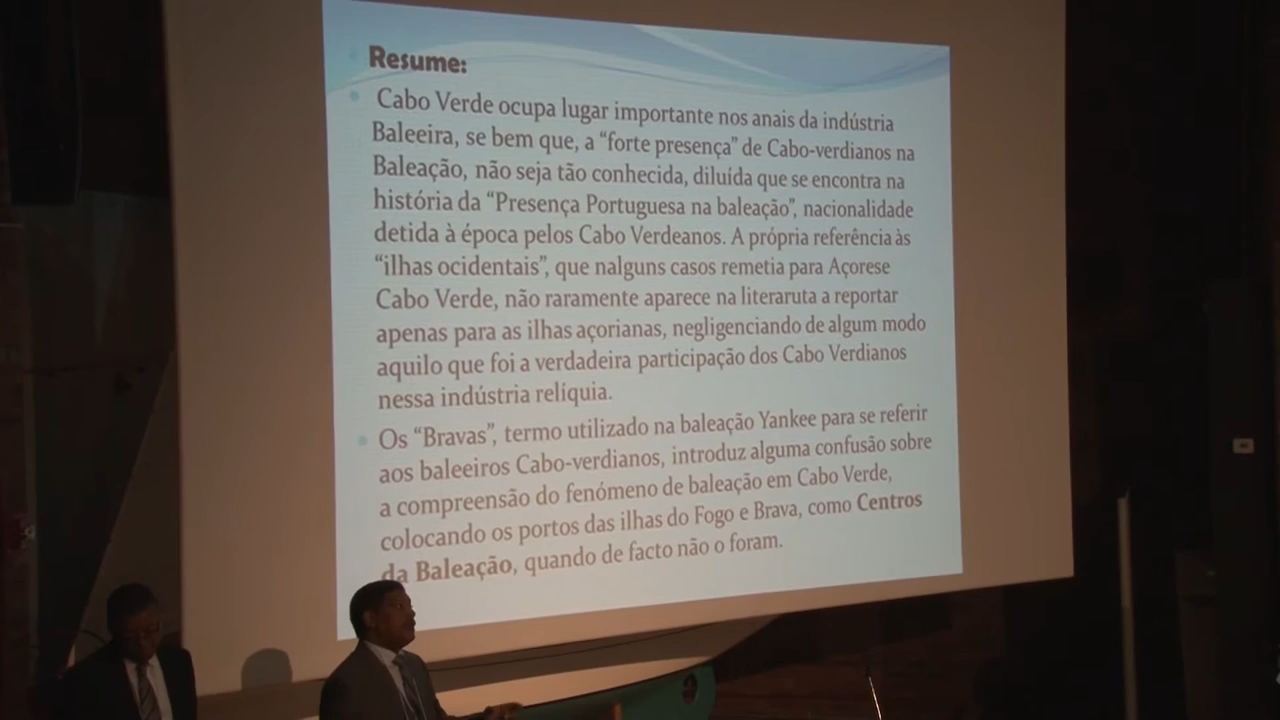 Resume:
Cabo Verde ocupa lugar importante nos anais da indústria
Baleeira, se bem que, a “forte presença” de Cabo-verdianos na
Baleação, não seja tão conhecida, diluída que se encontra na
história da “Presença Portuguesa na baleação”, nacionalidade
detida à época pelos Cabo Verdeanos. A própria referência às
“ilhas ocidentais”, que nalguns casos remetia para Açorese
Cabo Verde, não raramente aparece na literaruta a reportar
apenas para as ilhas açorianas, negligenciando de algum modo
aquilo que foi a verdadeira participação dos Cabo Verdianos
nessa indústria relíquia.
Os “Bravas”, termo utilizado na baleação Yankee para se referir
aos baleeiros Cabo-verdianos, introduz alguma confusão sobre
a compreensão do fenómeno de baleação em Cabo Verde,
colocando os portos das ilhas do Fogo e Brava, como Centros
da Baleação, quando de facto não o foram.